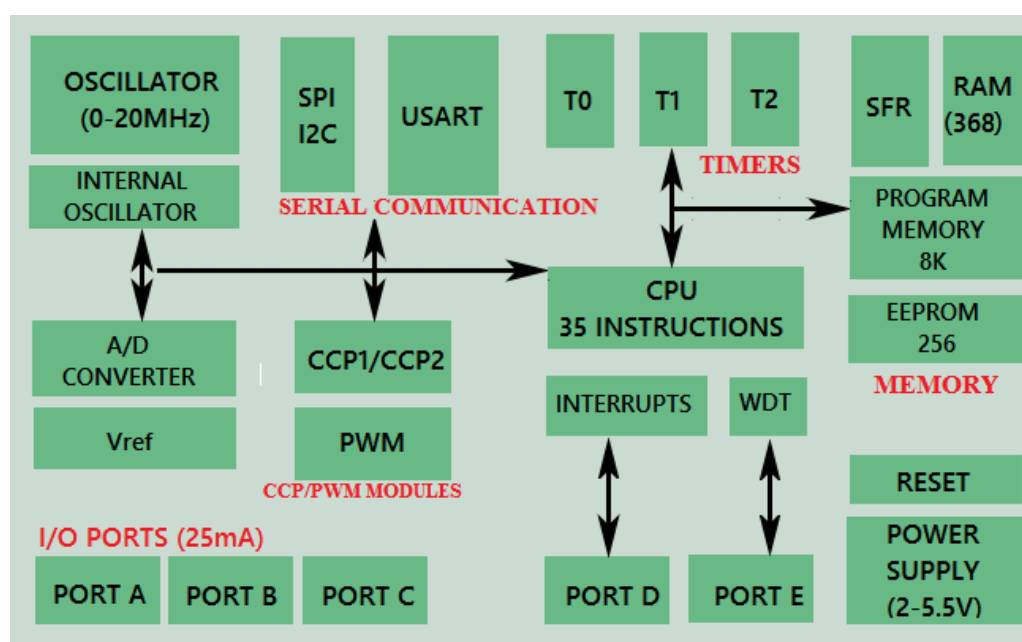 OSCILLATOR
(0-20MHz)
INTERNAL
OSCILLATOR
SPI
I2C
USART
SERIAL COMMUNICATION
T0
T1
T2
TIMERS
SFR
RAM
(368)
PROGRAM
MEMORY
8K
EEPROM
256
MEMORY
CPU
35 INSTRUCTIONS
A/D
CONVERTER
Vref
CCP1/CCP2
PWM
CCP/PWM MODULES
INTERRUPTS
WDT
RESET
POWER
SUPPLY
(2-5.5V)
I/O PORTS (25mA)
PORT A
PORT B
PORT C
PORT D
PORT E